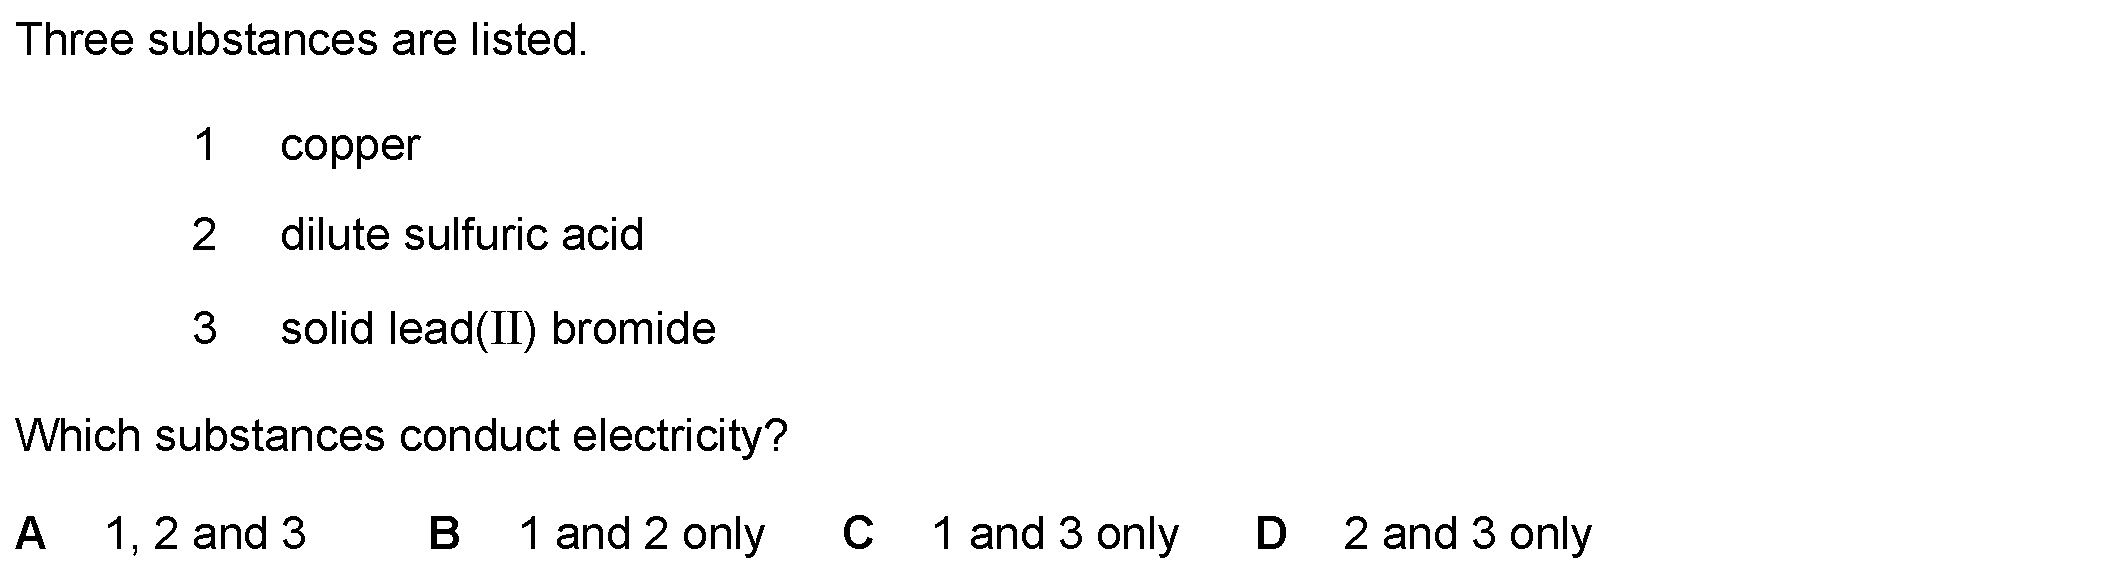 Three substances are listed.
1 copper
2 dilute sulfuric acid
3 solid lead(II) bromide
Which substances conduct electricity?
A 1, 2 and 3 B 1 and 2 only C 1 and 3 only D 2 and 3 only